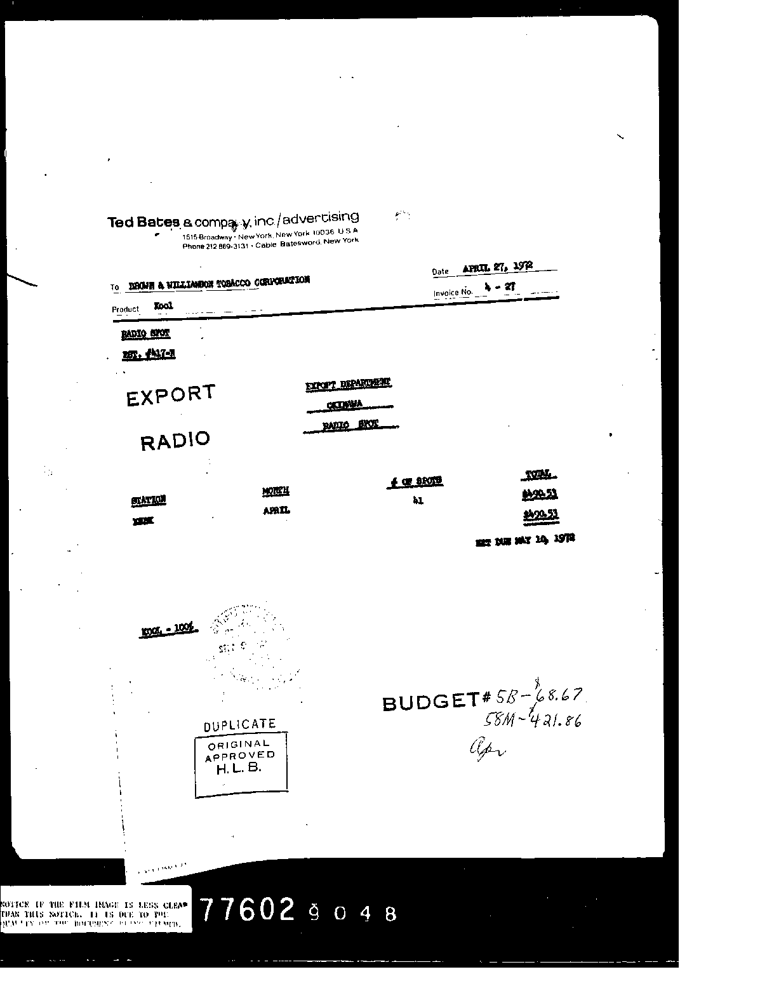 Ted Bates & company, inc./advertising
1515 Broadway • New York, New York 10036 U.S.A
Phone 212 869-3131 • Cable Batesword, New York
Date APRIL 27, 1972
To BROWN & WILLIAMSON TOBACCO CORPORATION
Invoice No. 4 - 27
Product Kool
RADIO SPOT
EST. #417-M
EXPORT
EXPORT DEPARTMENT
OKINAWA
RADIO SPOT
RADIO
STATION MONTH # OF SPOTS TOTAL
APRIL 41 $490.53
$490.53
NET DUE MAY 10, 1972
KOOL - 100%
BUDGET# 5B-$68.67
58M-$421.86
Apr
DUPLICATE
ORIGINAL
APPROVED
H. L. B.
NOTICE IF THE FILM IMAGE IS LESS CLEAR
THAN THIS NOTICE, IT IS DUE TO THE
QUALITY OF THE DOCUMENT BEING FILMED.
77602 9048